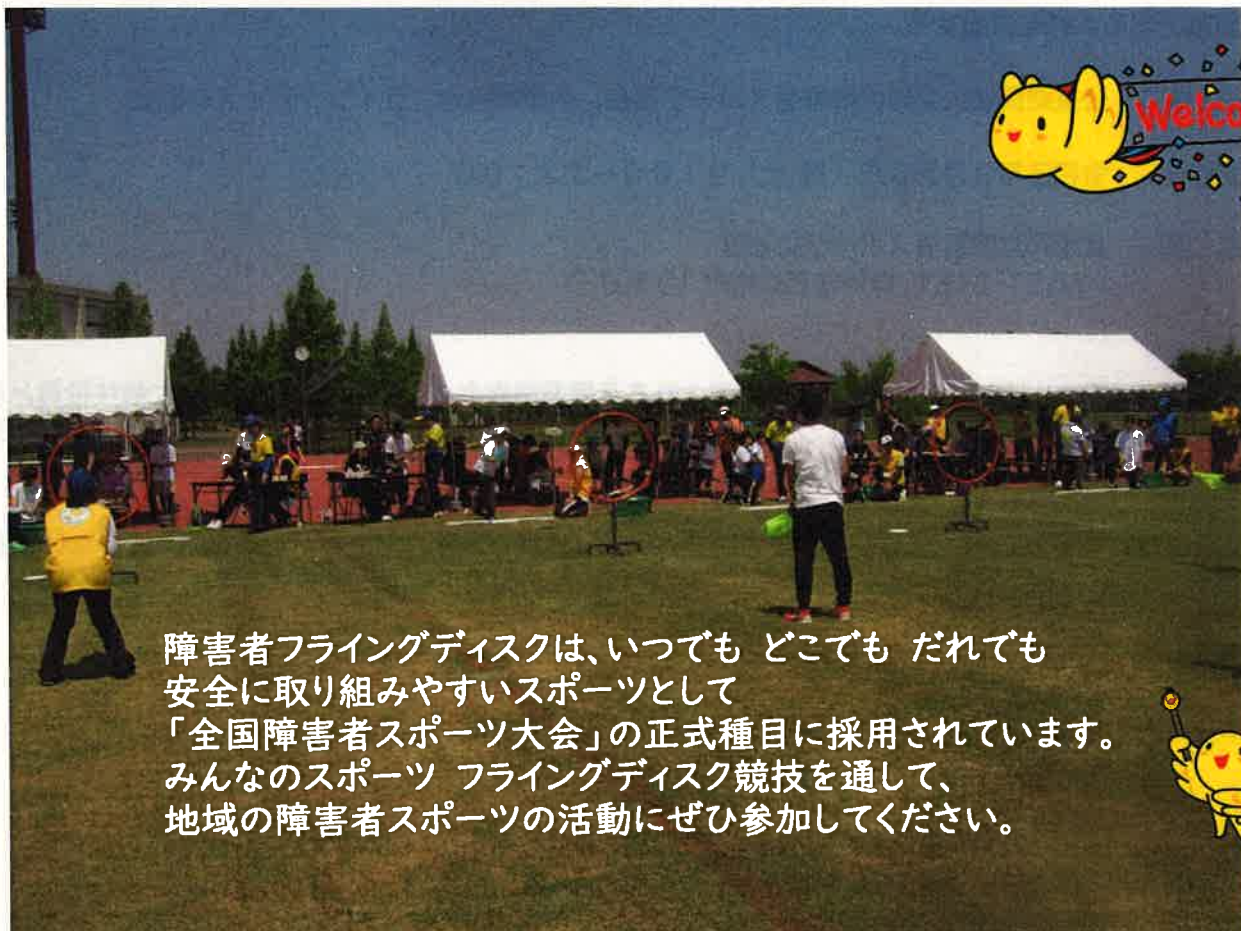 障害者フライングディスクは、いつでも どこでも だれでも
安全に取り組みやすいスポーツとして
「全国障害者スポーツ大会」の正式種目に採用されています。
みんなのスポーツ フライングディスク競技を通して、
地域の障害者スポーツの活動にぜひ参加してください。